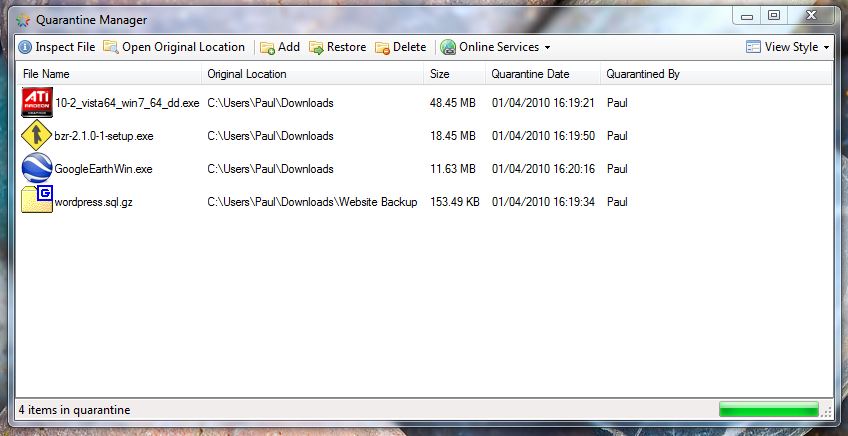 Quarantine Manager
Inspect File Open Original Location Add Restore Delete Online Services View Style
File Name Original Location Size Quarantine Date Quarantined By
ATI RADEON GRAPHICS 10-2_vista64_win7_64_dd.exe C:\Users\Paul\Downloads 48.45 MB 01/04/2010 16:19:21 Paul
bzr-2.1.0-1-setup.exe C:\Users\Paul\Downloads 18.45 MB 01/04/2010 16:19:50 Paul
GoogleEarthWin.exe C:\Users\Paul\Downloads 11.63 MB 01/04/2010 16:20:16 Paul
G wordpress.sql.gz C:\Users\Paul\Downloads\Website Backup 153.49 KB 01/04/2010 16:19:34 Paul
4 items in quarantine